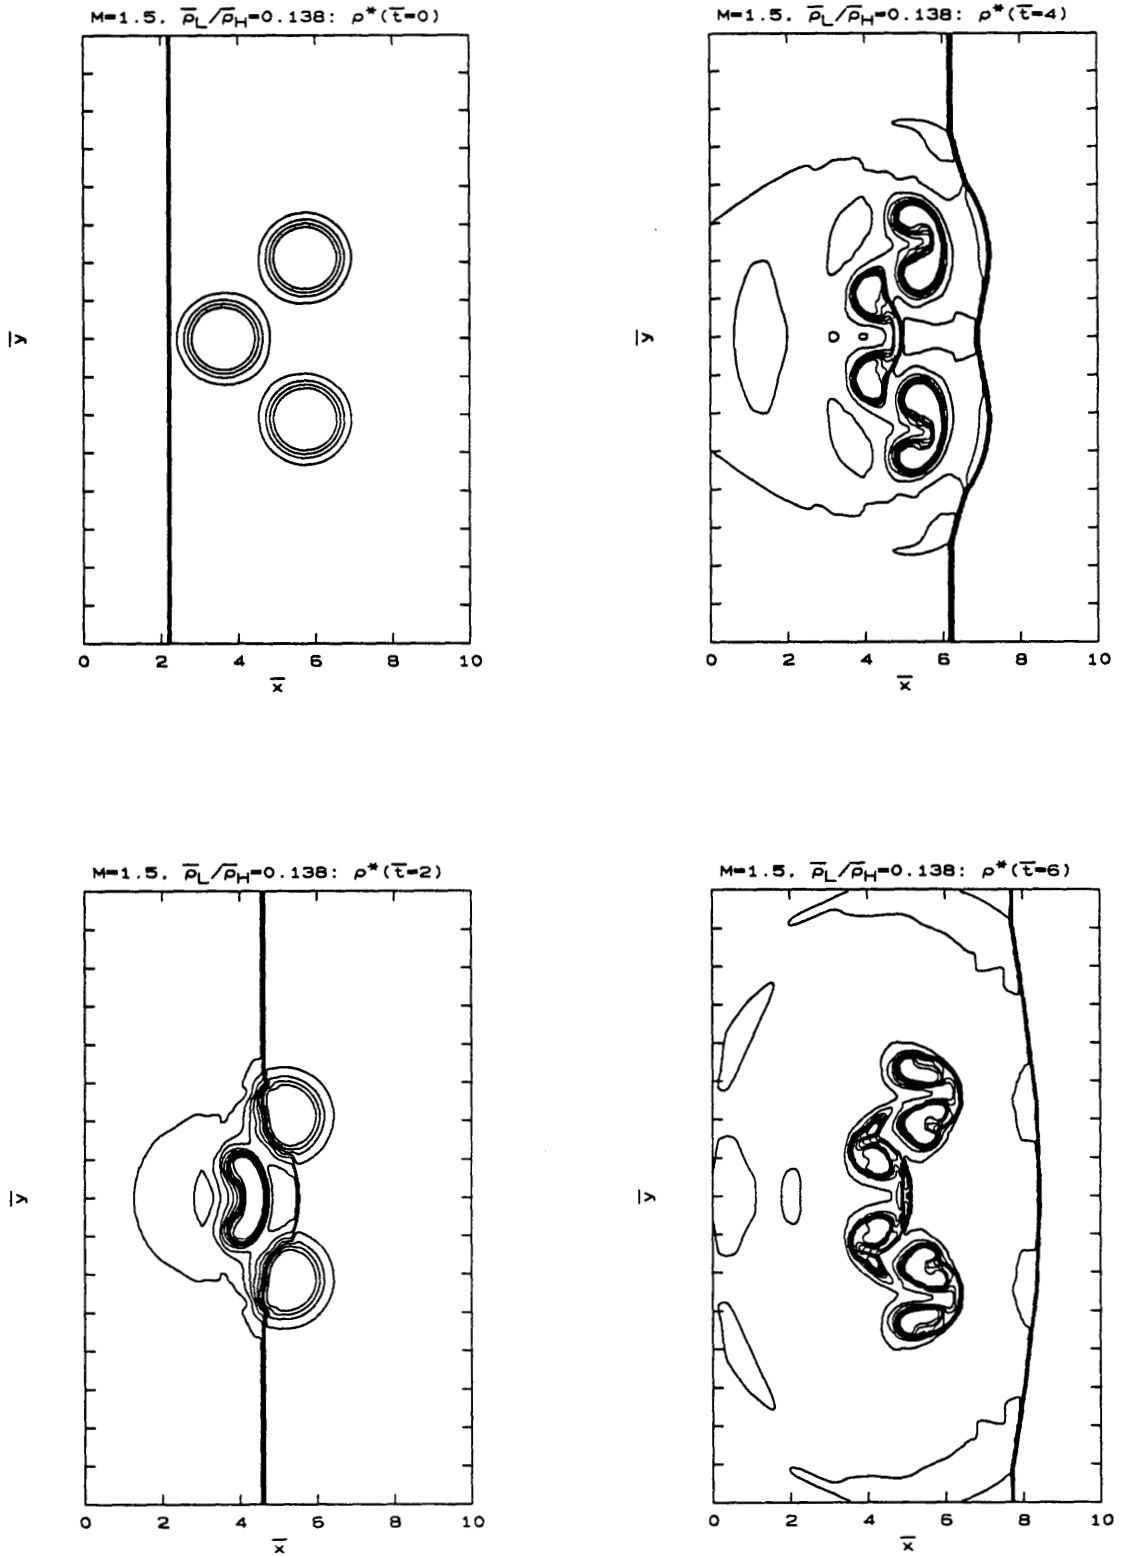 M=1.5, ρ̅L/ρ̅H=0.138: ρ*(t̅=0)
y̅
0 2 4 6 8 10
x̅
M=1.5, ρ̅L/ρ̅H=0.138: ρ*(t̅=4)
y̅
0 2 4 6 8 10
x̅
M=1.5, ρ̅L/ρ̅H=0.138: ρ*(t̅=2)
y̅
0 2 4 6 8 10
x̅
M=1.5, ρ̅L/ρ̅H=0.138: ρ*(t̅=6)
y̅
0 2 4 6 8 10
x̅